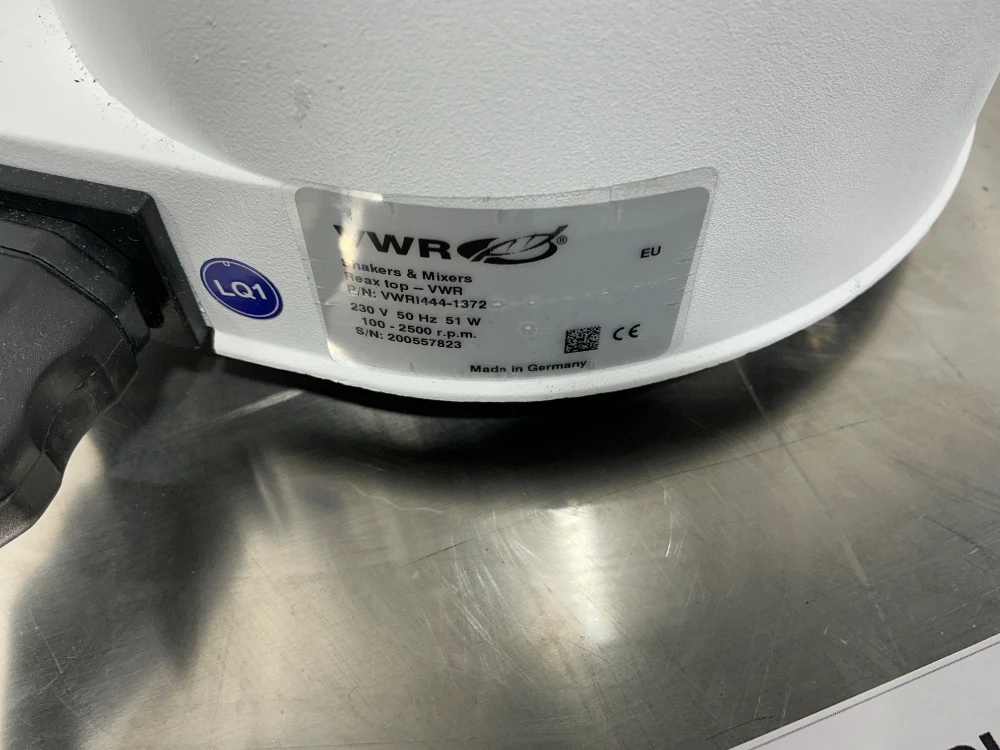 VWR®
EU
Shakers & Mixers
Reax top – VWR
P/N: VWRI444-1372
230 V 50 Hz 51 W
100 - 2500 r.p.m.
S/N: 200557823
CE
Made in Germany
LQ1